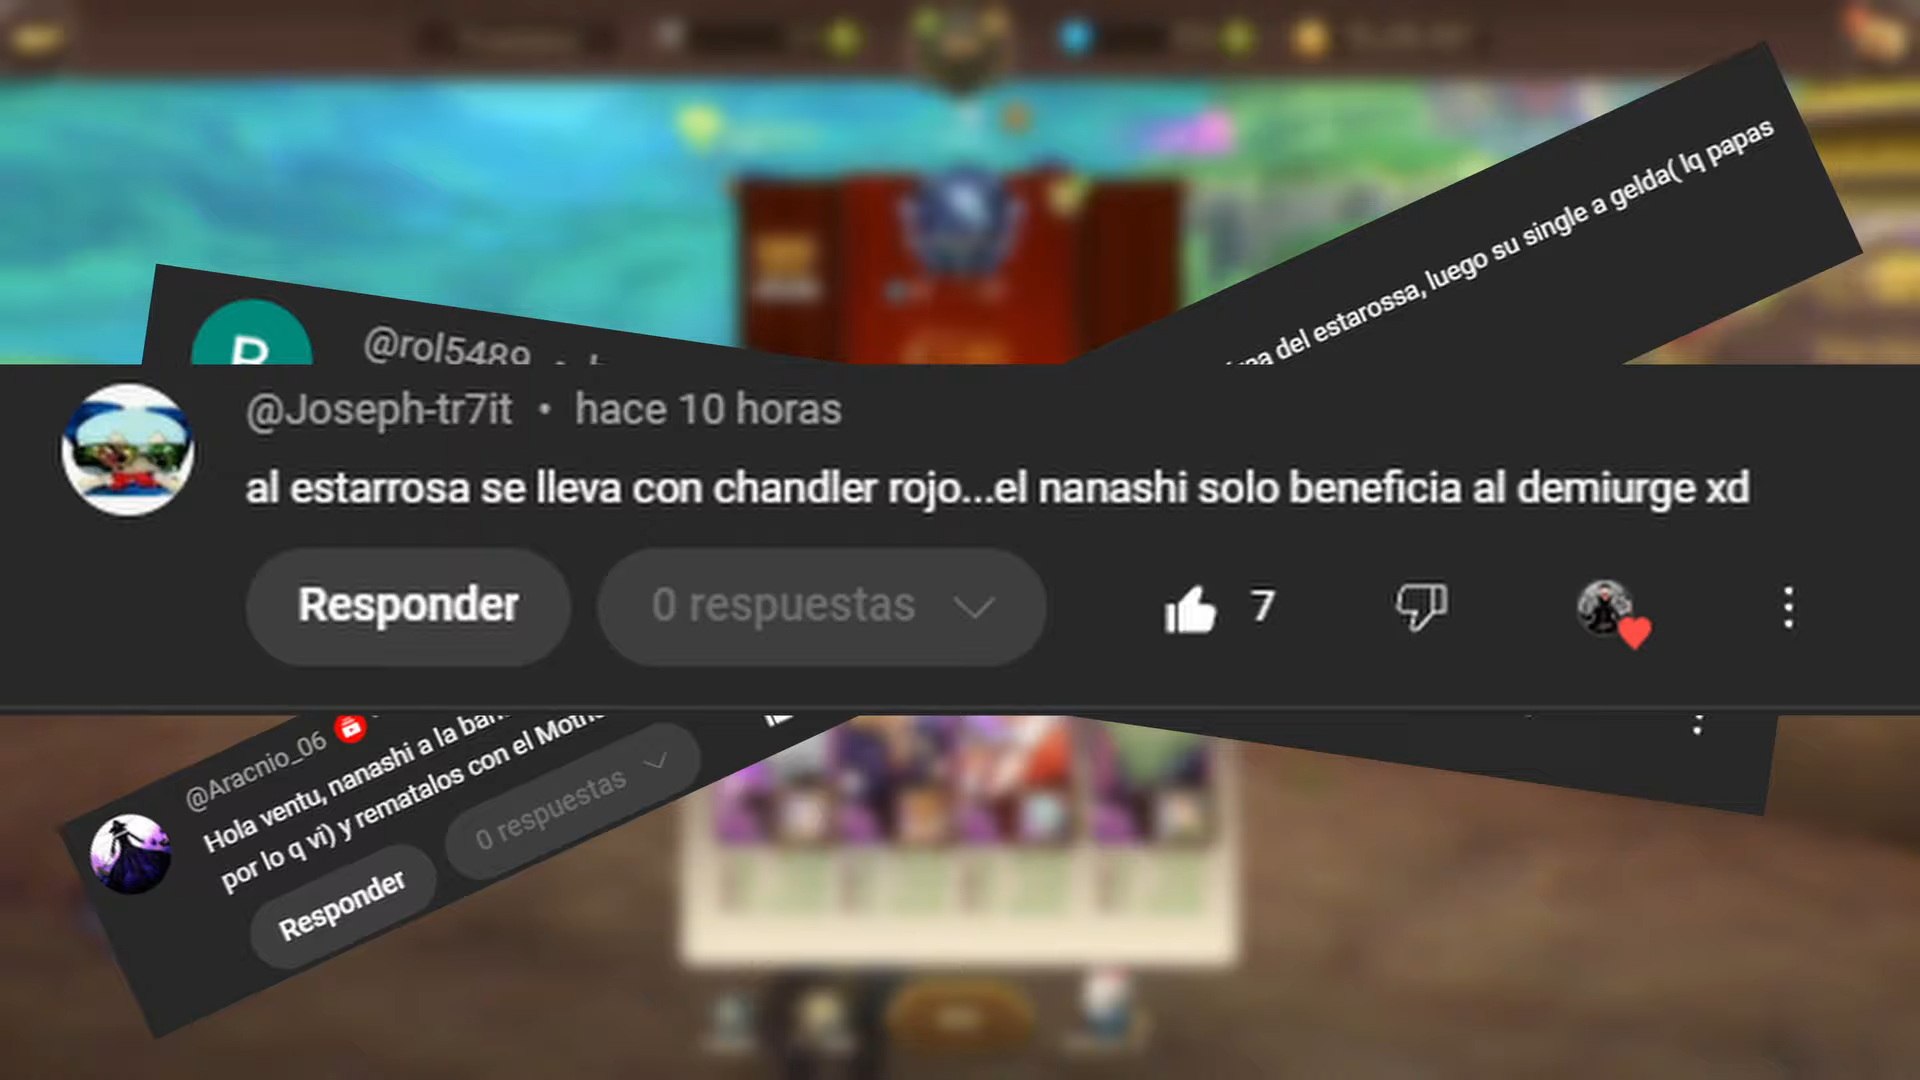 del estarossa, luego su single a gelda( lq papas
R
@rol5489
@Joseph-tr7it • hace 10 horas
al estarrosa se lleva con chandler rojo...el nanashi solo beneficia al demiurge xd
Responder
0 respuestas
7
@Aracnio_06
Hola ventu, nanashi a la
por lo q vi) y rematalos con el
0 respuestas
Responder